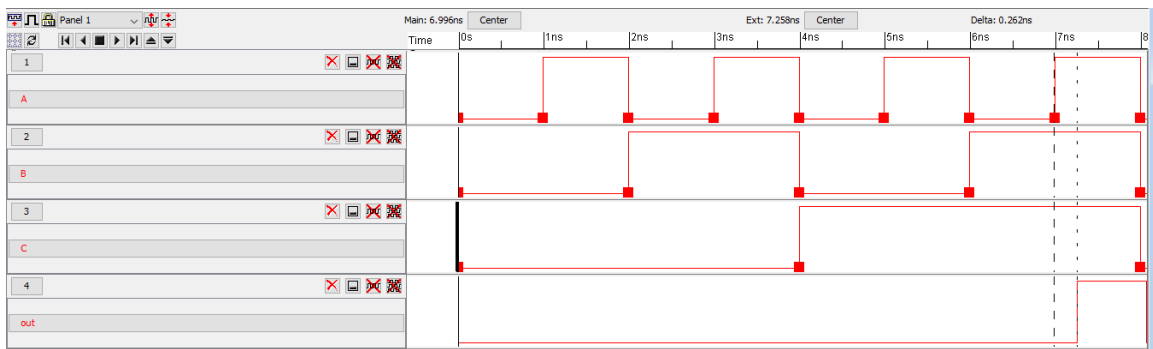 Panel 1 Main: 6.996ns Center Ext: 7.258ns Center Delta: 0.262ns
Time 0s 1ns 2ns 3ns 4ns 5ns 6ns 7ns 8
1
A
2
B
3
C
4
out